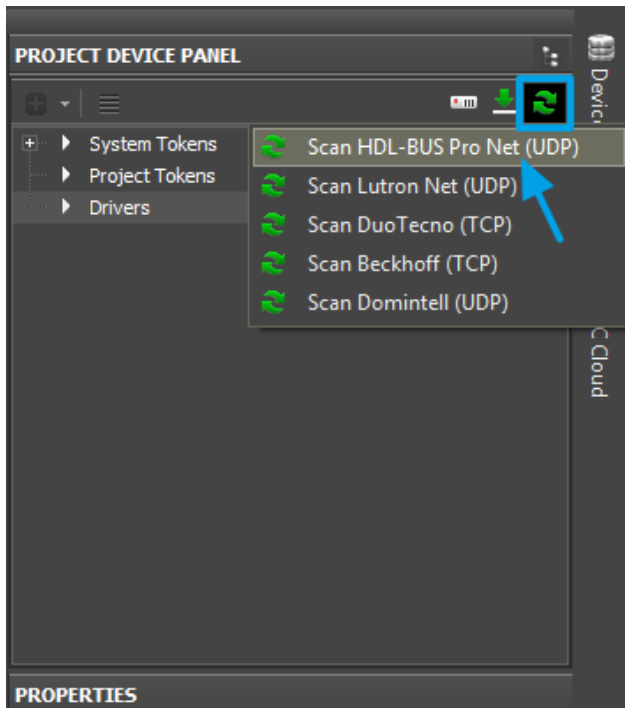 PROJECT DEVICE PANEL
System Tokens
Project Tokens
Drivers
Scan HDL-BUS Pro Net (UDP)
Scan Lutron Net (UDP)
Scan DuoTecno (TCP)
Scan Beckhoff (TCP)
Scan Domintell (UDP)
Cloud
PROPERTIES